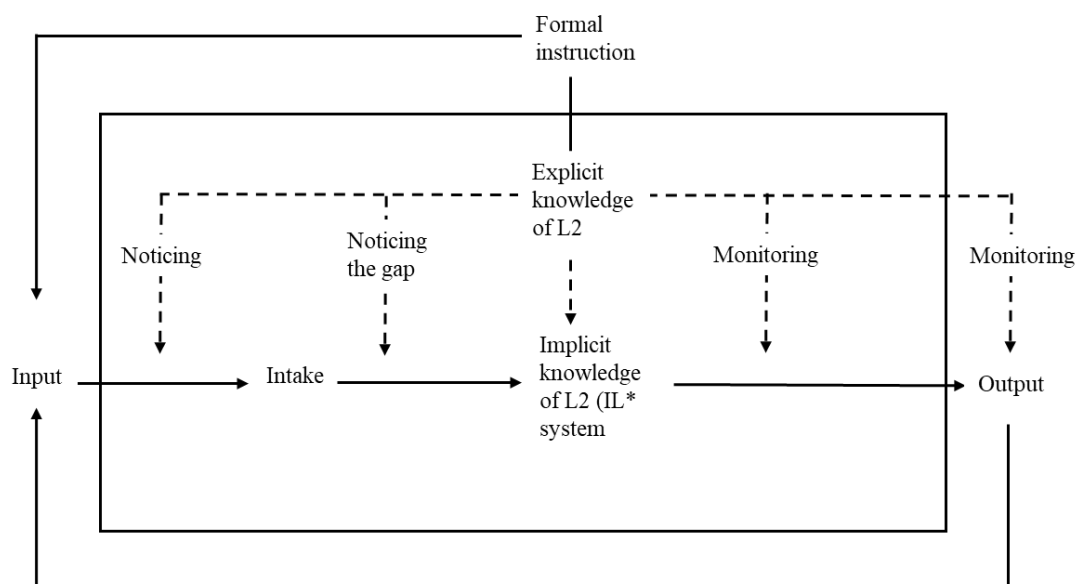 Formal
instruction
Explicit
knowledge
of L2
Noticing
Noticing
the gap
Monitoring
Monitoring
Input
Intake
Implicit
knowledge
of L2 (IL*
system
Output